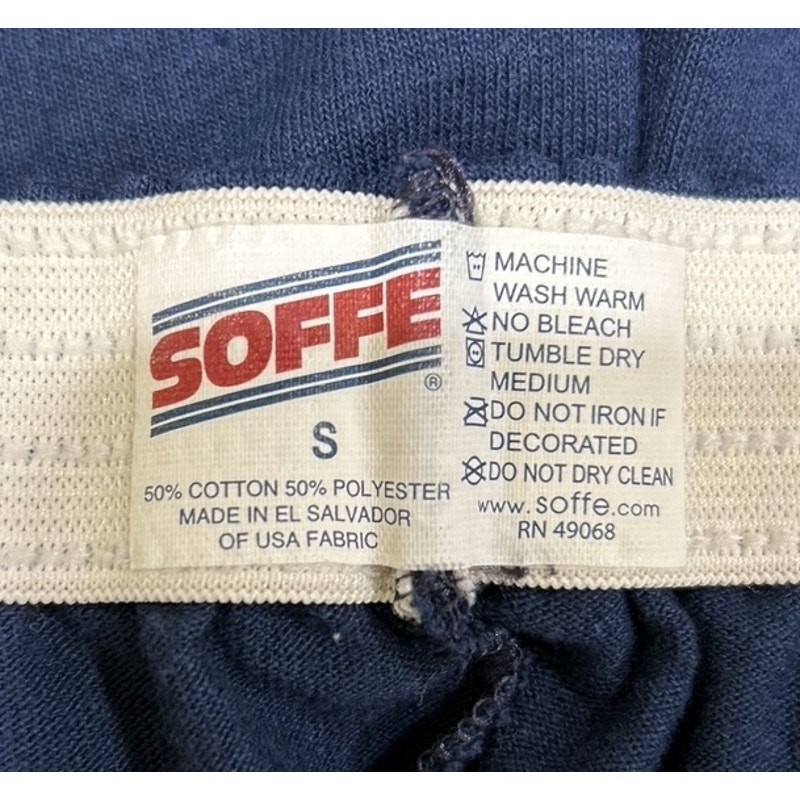 SOFFE
®
S
50% COTTON 50% POLYESTER
MADE IN EL SALVADOR
OF USA FABRIC
MACHINE
WASH WARM
NO BLEACH
TUMBLE DRY
MEDIUM
DO NOT IRON IF
DECORATED
DO NOT DRY CLEAN
www.soffe.com
RN 49068